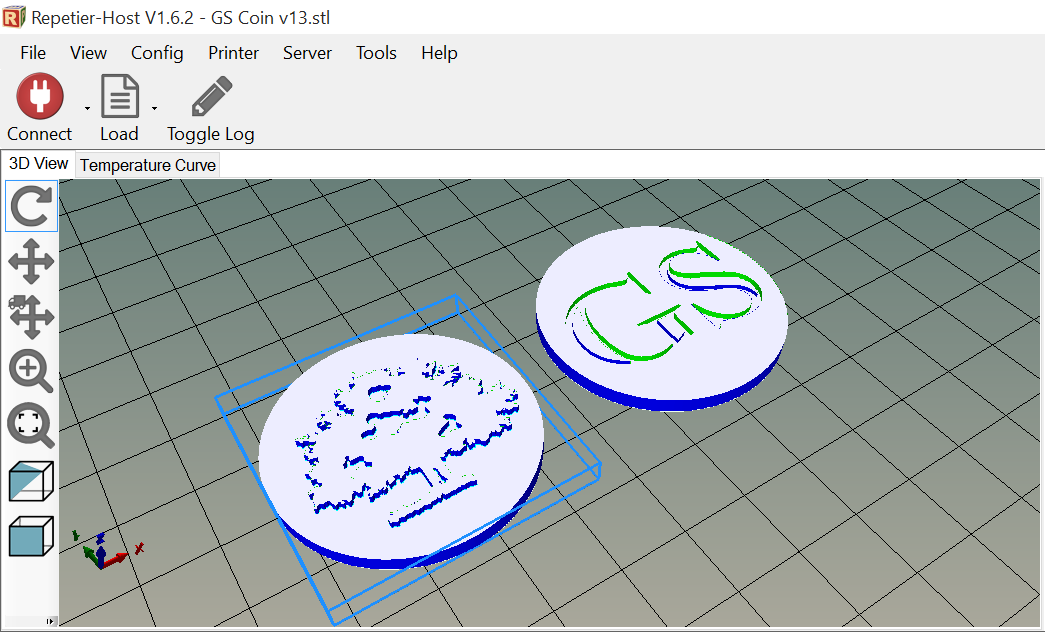 Repetier-Host V1.6.2 - GS Coin v13.stl
File View Config Printer Server Tools Help
Connect Load Toggle Log
3D View Temperature Curve
GS
Y Z X